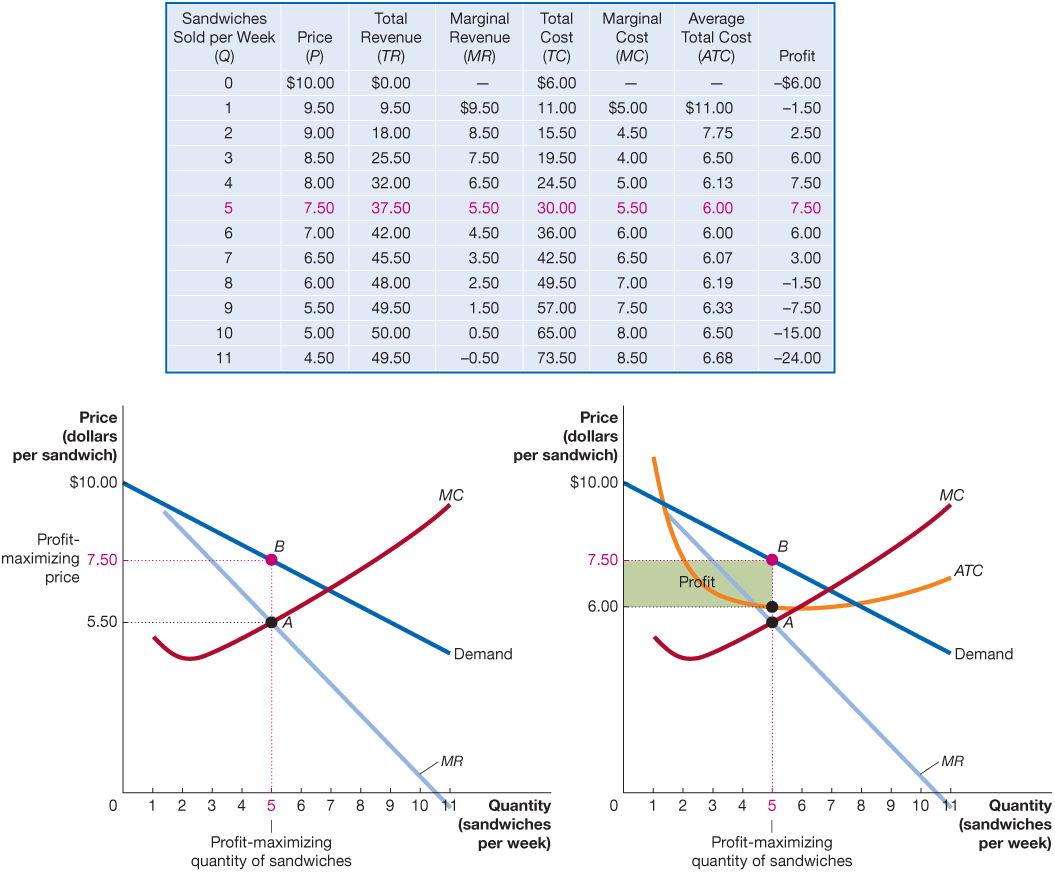 Sandwiches Sold per Week (Q) Price (P) Total Revenue (TR) Marginal Revenue (MR) Total Cost (TC) Marginal Cost (MC) Average Total Cost (ATC) Profit
0 $10.00 $0.00 — $6.00 — — –$6.00
1 9.50 9.50 $9.50 11.00 $5.00 $11.00 –1.50
2 9.00 18.00 8.50 15.50 4.50 7.75 2.50
3 8.50 25.50 7.50 19.50 4.00 6.50 6.00
4 8.00 32.00 6.50 24.50 5.00 6.13 7.50
5 7.50 37.50 5.50 30.00 5.50 6.00 7.50
6 7.00 42.00 4.50 36.00 6.00 6.00 6.00
7 6.50 45.50 3.50 42.50 6.50 6.07 3.00
8 6.00 48.00 2.50 49.50 7.00 6.19 –1.50
9 5.50 49.50 1.50 57.00 7.50 6.33 –7.50
10 5.00 50.00 0.50 65.00 8.00 6.50 –15.00
11 4.50 49.50 –0.50 73.50 8.50 6.68 –24.00
Price
(dollars
per sandwich)
$10.00
Profit-
maximizing
price
7.50
5.50
MC
B
A
Demand
MR
0 1 2 3 4 5 6 7 8 9 10 11
Quantity
(sandwiches
per week)
Profit-maximizing
quantity of sandwiches
Price
(dollars
per sandwich)
$10.00
7.50
6.00
MC
B
ATC
Profit
A
Demand
MR
0 1 2 3 4 5 6 7 8 9 10 11
Quantity
(sandwiches
per week)
Profit-maximizing
quantity of sandwiches